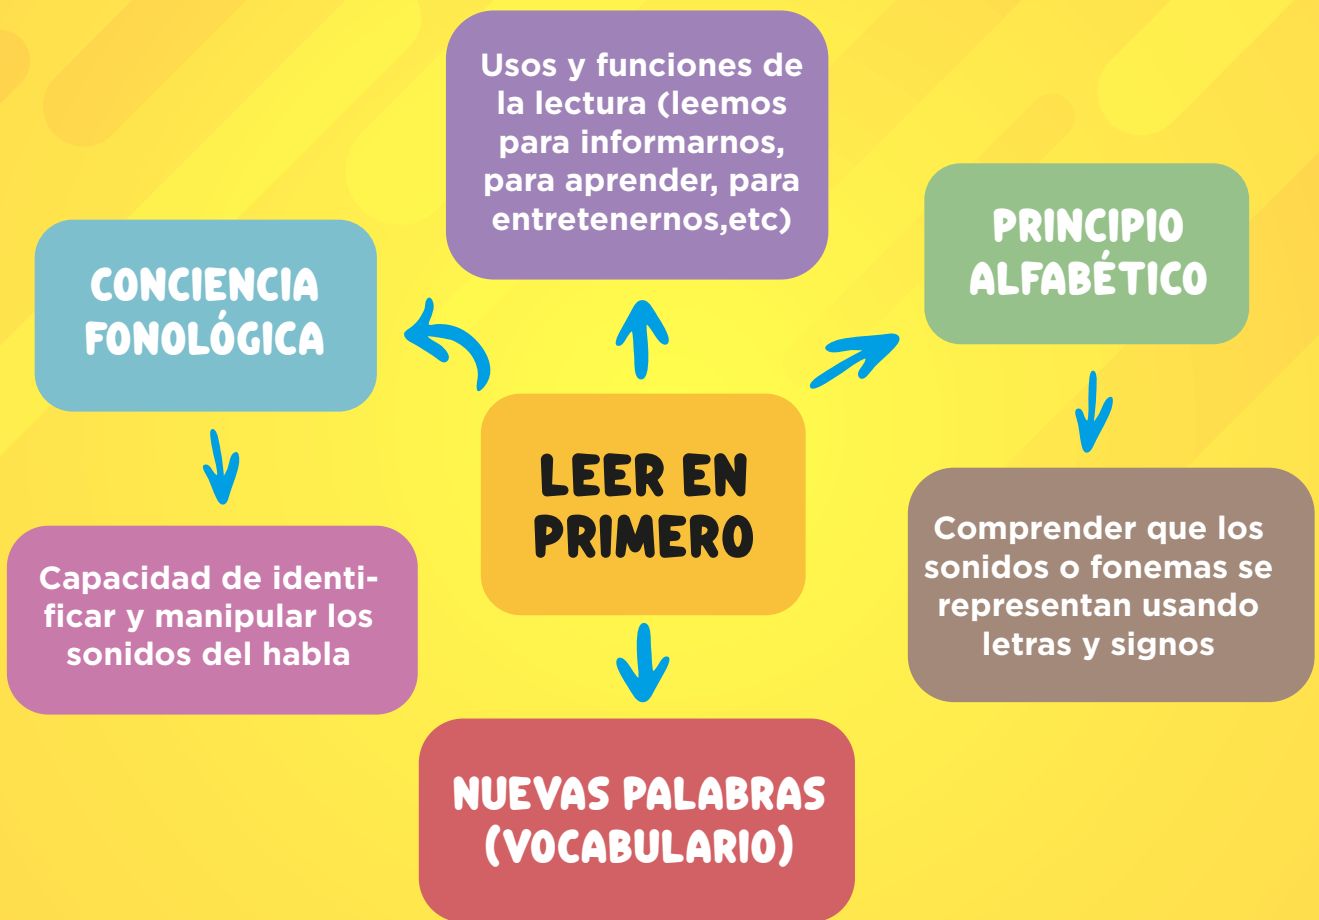 Usos y funciones de
la lectura (leemos
para informarnos,
para aprender, para
entretenernos,etc)
CONCIENCIA
FONOLÓGICA
PRINCIPIO
ALFABÉTICO
LEER EN
PRIMERO
Capacidad de identi-
ficar y manipular los
sonidos del habla
Comprender que los
sonidos o fonemas se
representan usando
letras y signos
NUEVAS PALABRAS
(VOCABULARIO)